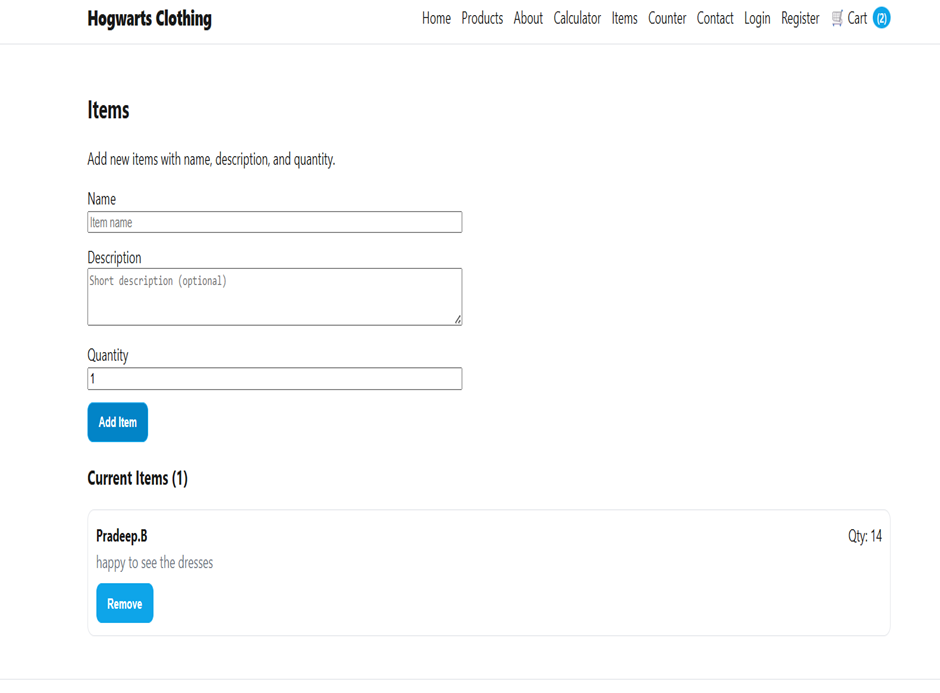 Hogwarts Clothing
Home Products About Calculator Items Counter Contact Login Register 🛒 Cart (2)
Items
Add new items with name, description, and quantity.
Name
Item name
Description
Short description (optional)
Quantity
1
Add Item
Current Items (1)
Pradeep.B Qty: 14
happy to see the dresses
Remove